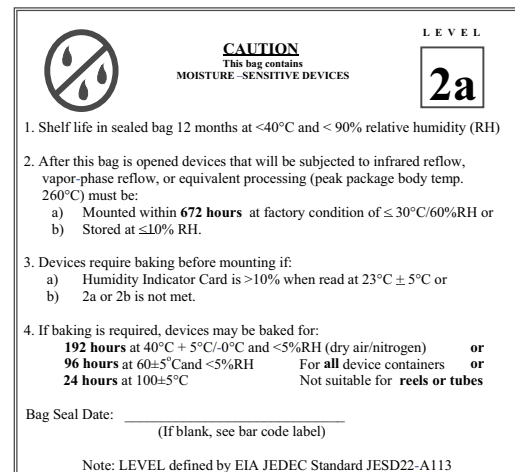 LEVEL
CAUTION
This bag contains
MOISTURE –SENSITIVE DEVICES
2a
1. Shelf life in sealed bag 12 months at <40°C and < 90% relative humidity (RH)
2. After this bag is opened devices that will be subjected to infrared reflow,
vapor-phase reflow, or equivalent processing (peak package body temp.
260°C) must be:
a) Mounted within 672 hours at factory condition of ≤ 30°C/60%RH or
b) Stored at ≤10% RH.
3. Devices require baking before mounting if:
a) Humidity Indicator Card is >10% when read at 23°C ± 5°C or
b) 2a or 2b is not met.
4. If baking is required, devices may be baked for:
192 hours at 40°C + 5°C/-0°C and <5%RH (dry air/nitrogen) or
96 hours at 60±5°Cand <5%RH For all device containers or
24 hours at 100±5°C Not suitable for reels or tubes
Bag Seal Date: ____________________________
(If blank, see bar code label)
Note: LEVEL defined by EIA JEDEC Standard JESD22-A113